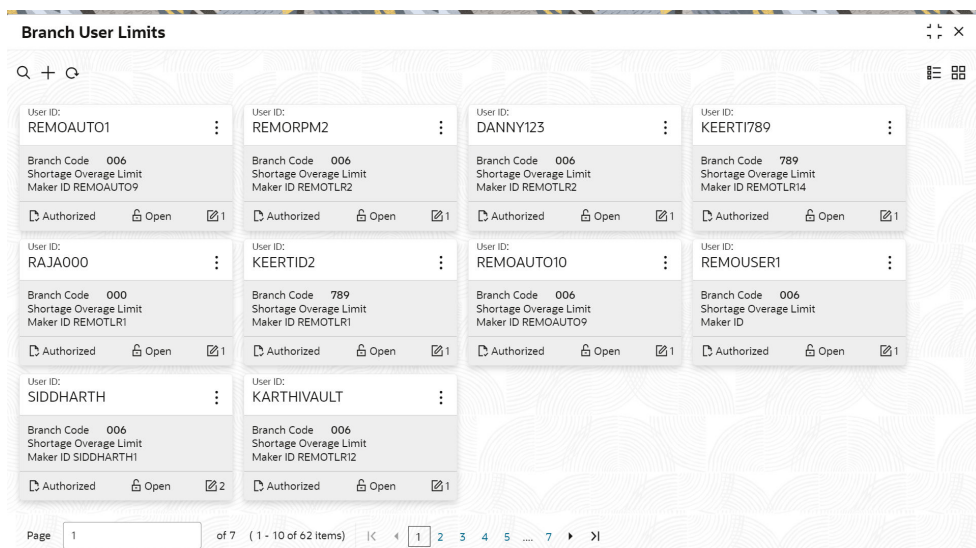 Branch User Limits
User ID:
REMOAUTO1
Branch Code 006
Shortage Overage Limit
Maker ID REMOAUTO9
Authorized Open 1
User ID:
REMORPM2
Branch Code 006
Shortage Overage Limit
Maker ID REMOTLR2
Authorized Open 1
User ID:
DANNY123
Branch Code 006
Shortage Overage Limit
Maker ID REMOTLR2
Authorized Open 1
User ID:
KEERTI789
Branch Code 789
Shortage Overage Limit
Maker ID REMOTLR14
Authorized Open 1
User ID:
RAJA000
Branch Code 000
Shortage Overage Limit
Maker ID REMOTLR1
Authorized Open 1
User ID:
KEERTID2
Branch Code 789
Shortage Overage Limit
Maker ID REMOTLR1
Authorized Open 1
User ID:
REMOAUTO10
Branch Code 006
Shortage Overage Limit
Maker ID REMOAUTO9
Authorized Open 1
User ID:
REMOUSER1
Branch Code 006
Shortage Overage Limit
Maker ID
Authorized Open 1
User ID:
SIDDHARTH
Branch Code 006
Shortage Overage Limit
Maker ID SIDDHARTH1
Authorized Open 2
User ID:
KARTHIVAULT
Branch Code 006
Shortage Overage Limit
Maker ID REMOTLR12
Authorized Open 1
Page 1 of 7 (1 - 10 of 62 items) 1 2 3 4 5 .... 7